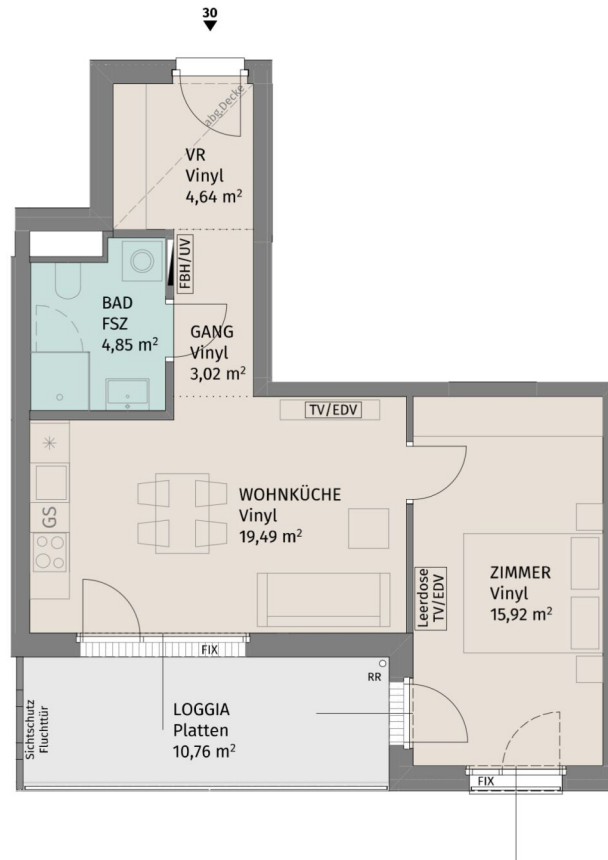 30
abg.Decke
VR
Vinyl
4,64 m²
FBH/UV
BAD
FSZ
4,85 m²
GANG
Vinyl
3,02 m²
TV/EDV
WOHNKÜCHE
Vinyl
19,49 m²
GS
Leerdose
TV/EDV
ZIMMER
Vinyl
15,92 m²
FIX
RR
LOGGIA
Platten
10,76 m²
Sichtschutz
Fluchttür
FIX